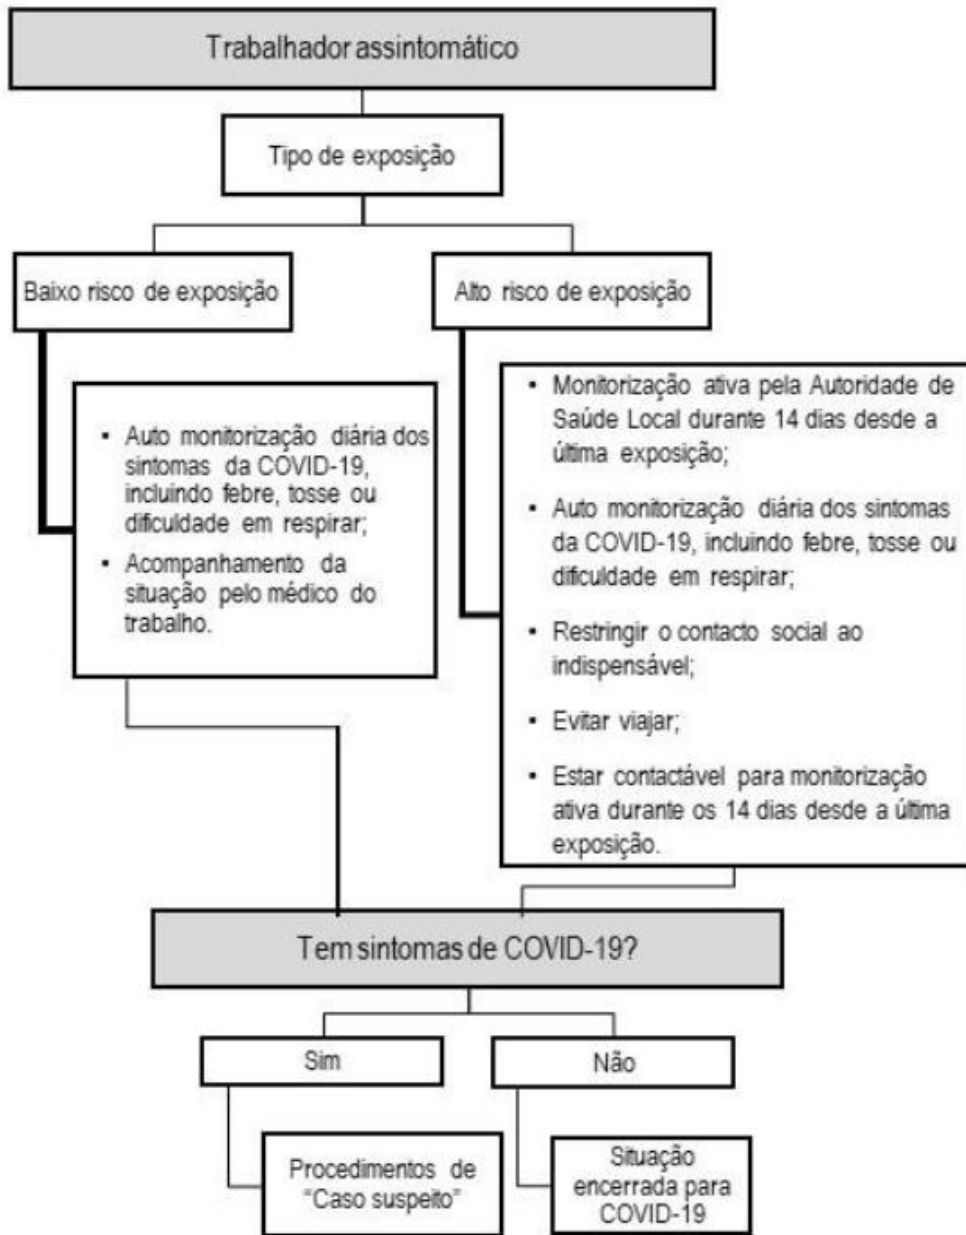 Trabalhador assintomático
Tipo de exposição
Baixo risco de exposição
Alto risco de exposição
• Auto monitorização diária dos
sintomas da COVID-19,
incluindo febre, tosse ou
dificuldade em respirar;
• Acompanhamento da
situação pelo médico do
trabalho.
• Monitorização ativa pela Autoridade de
Saúde Local durante 14 dias desde a
última exposição;
• Auto monitorização diária dos sintomas
da COVID-19, incluindo febre, tosse ou
dificuldade em respirar;
• Restringir o contacto social ao
indispensável;
• Evitar viajar;
• Estar contactável para monitorização
ativa durante os 14 dias desde a última
exposição.
Tem sintomas de COVID-19?
Sim
Não
Procedimentos de
"Caso suspeito"
Situação
encerrada para
COVID-19